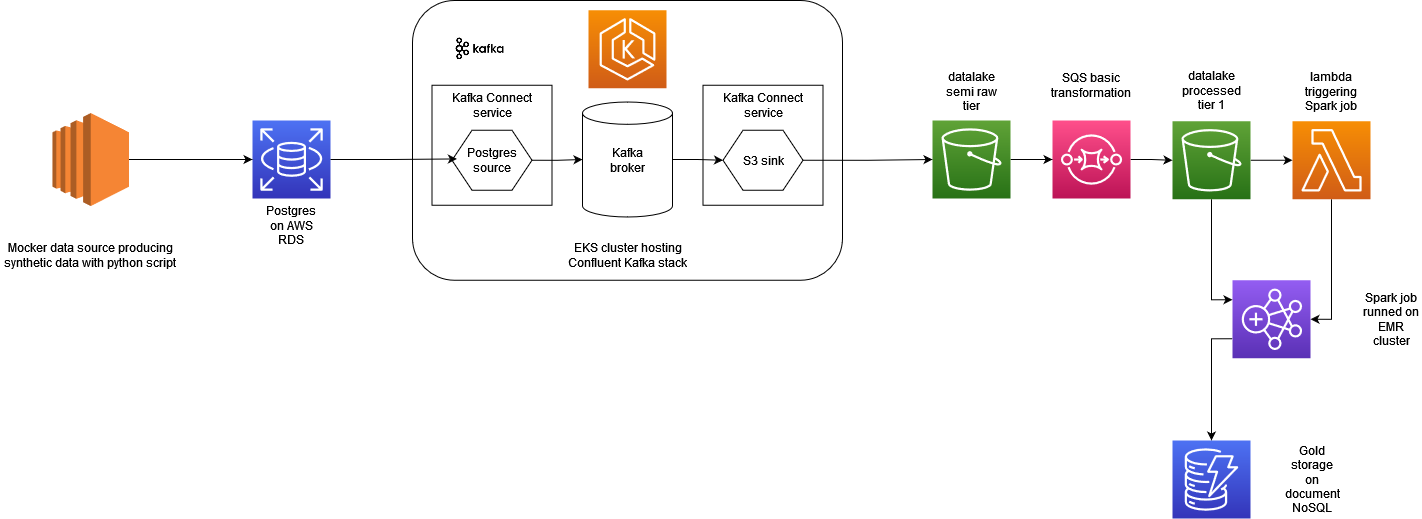 kafka
Kafka Connect
service
Postgres
source
Kafka
broker
Kafka Connect
service
S3 sink
EKS cluster hosting
Confluent Kafka stack
Mocker data source producing
synthetic data with python script
Postgres
on AWS
RDS
datalake
semi raw
tier
SQS basic
transformation
datalake
processed
tier 1
lambda
triggering
Spark job
Spark job
runned on
EMR
cluster
Gold
storage
on
document
NoSQL
K